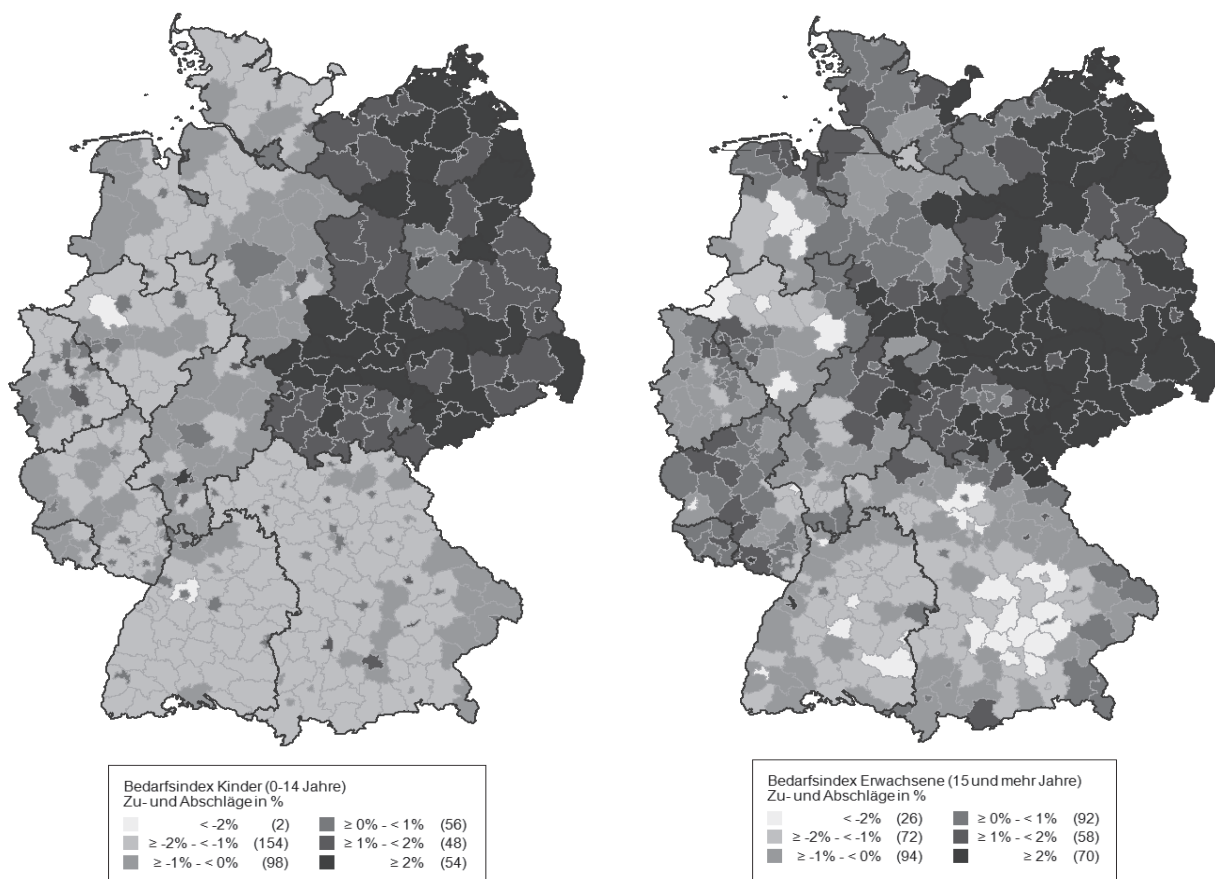 Bedarfsindex Kinder (0-14 Jahre)
Zu- und Abschläge in %
< -2% (2)
≥ -2% - < -1% (154)
≥ -1% - < 0% (98)
≥ 0% - < 1% (56)
≥ 1% - < 2% (48)
≥ 2% (54)
Bedarfsindex Erwachsene (15 und mehr Jahre)
Zu- und Abschläge in %
< -2% (26)
≥ -2% - < -1% (72)
≥ -1% - < 0% (94)
≥ 0% - < 1% (92)
≥ 1% - < 2% (58)
≥ 2% (70)